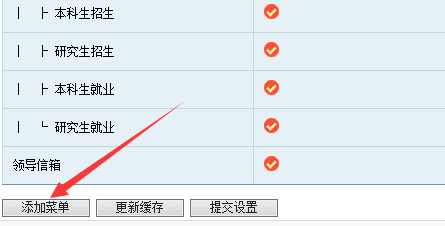 ｜ ├ 本科生招生
｜ ├ 研究生招生
｜ ├ 本科生就业
｜ └ 研究生就业
领导信箱
添加菜单 更新缓存 提交设置